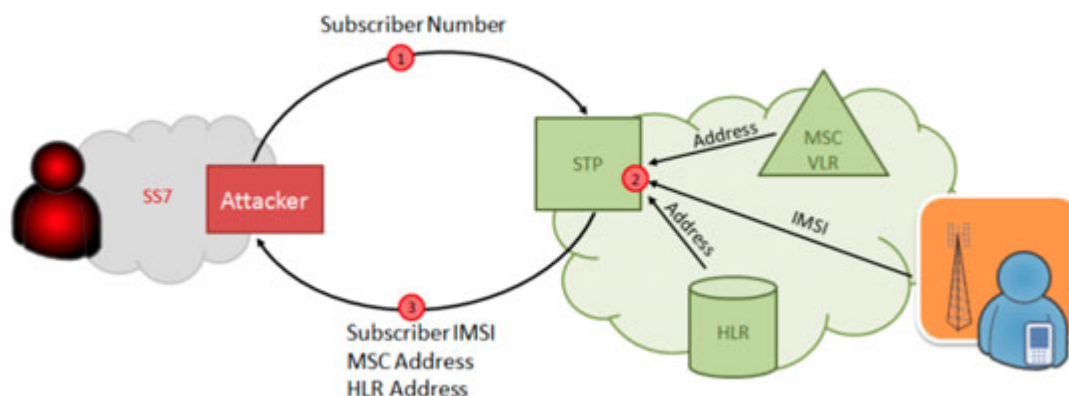 Subscriber Number
1
SS7
Attacker
STP
2
Address
MSC
VLR
IMSI
Address
HLR
3
Subscriber IMSI
MSC Address
HLR Address